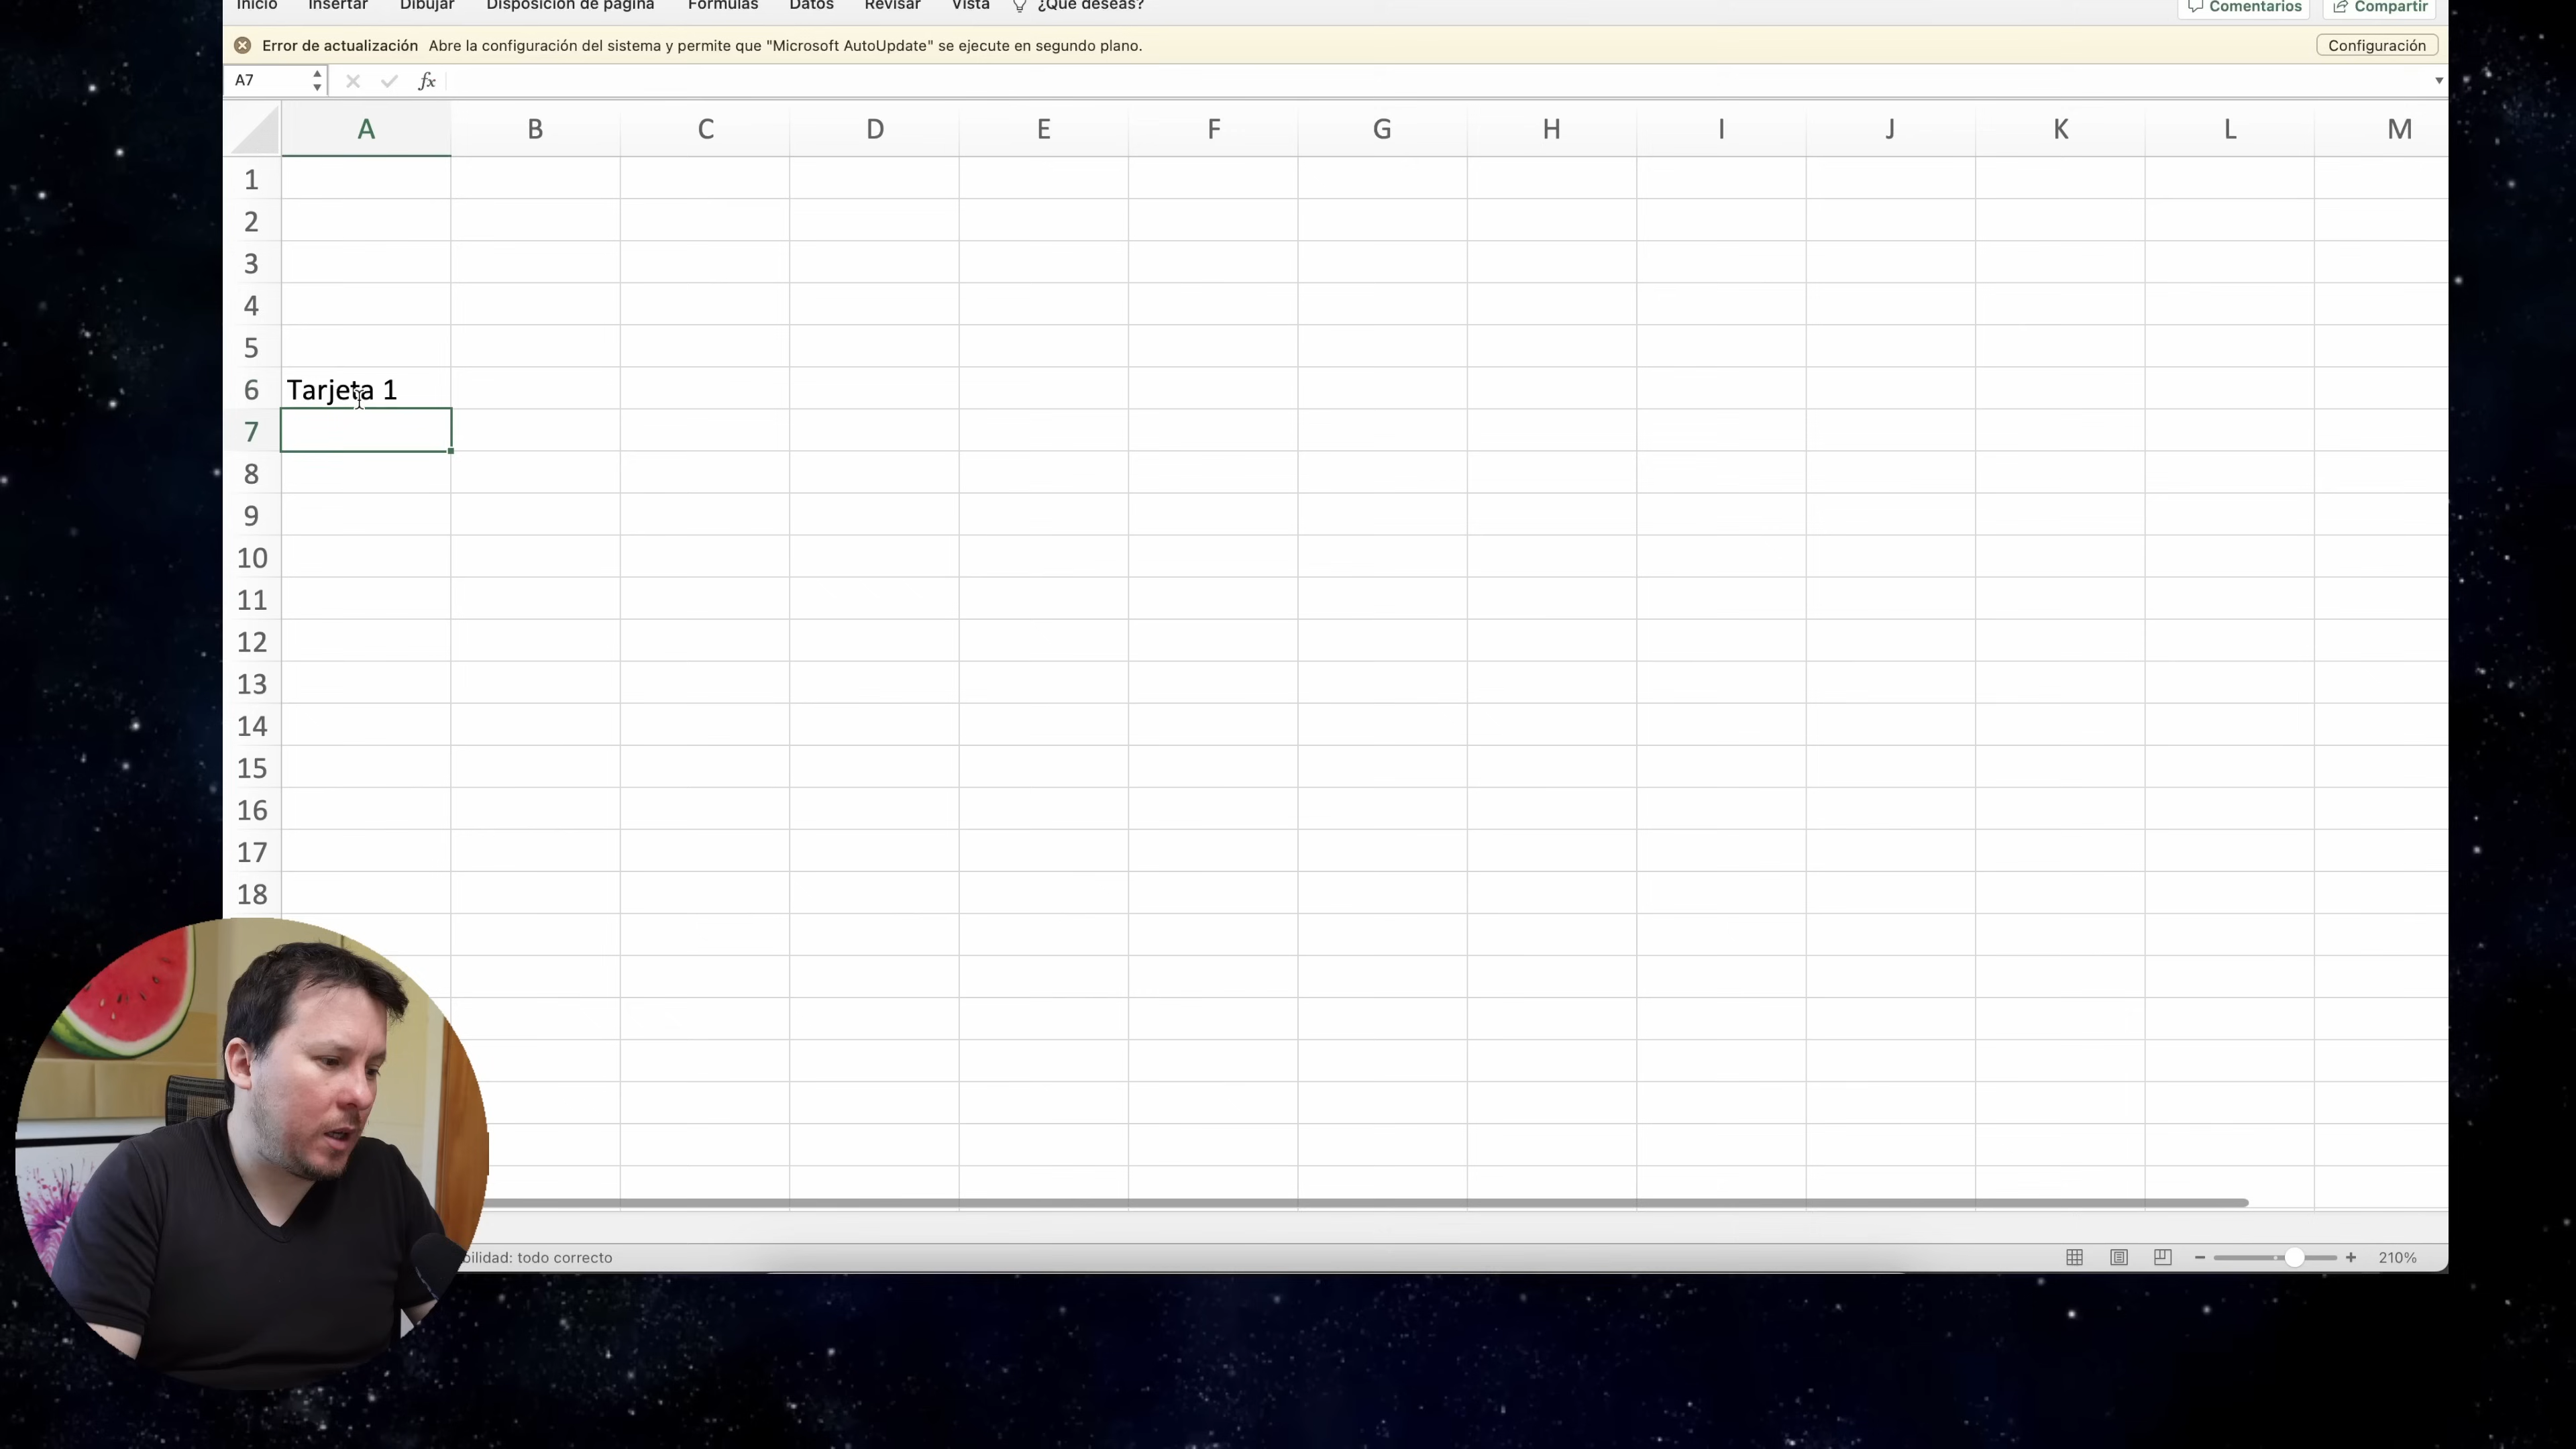 Inicio Insertar Dibujar Disposición de página Fórmulas Datos Revisar Vista ¿Qué deseas? Comentarios Compartir
Error de actualización Abre la configuración del sistema y permite que "Microsoft AutoUpdate" se ejecute en segundo plano. Configuración
A7 fx
A B C D E F G H I J K L M
1
2
3
4
5
6 Tarjeta 1
7
8
9
10
11
12
13
14
15
16
17
18
bilidad: todo correcto 210%